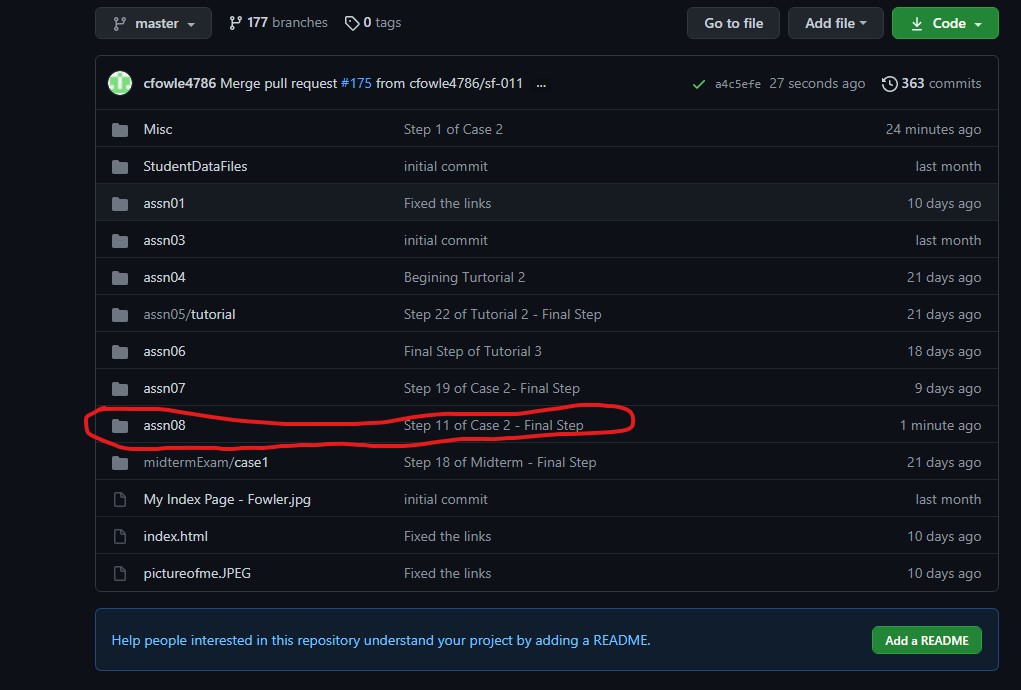 master 177 branches 0 tags Go to file Add file Code
cfowle4786 Merge pull request #175 from cfowle4786/sf-011 ... a4c5efe 27 seconds ago 363 commits
Misc Step 1 of Case 2 24 minutes ago
StudentDataFiles initial commit last month
assn01 Fixed the links 10 days ago
assn03 initial commit last month
assn04 Begining Turtorial 2 21 days ago
assn05/tutorial Step 22 of Tutorial 2 - Final Step 21 days ago
assn06 Final Step of Tutorial 3 18 days ago
assn07 Step 19 of Case 2- Final Step 9 days ago
assn08 Step 11 of Case 2 - Final Step 1 minute ago
midtermExam/case1 Step 18 of Midterm - Final Step 21 days ago
My Index Page - Fowler.jpg initial commit last month
index.html Fixed the links 10 days ago
pictureofme.JPEG Fixed the links 10 days ago
Help people interested in this repository understand your project by adding a README. Add a README